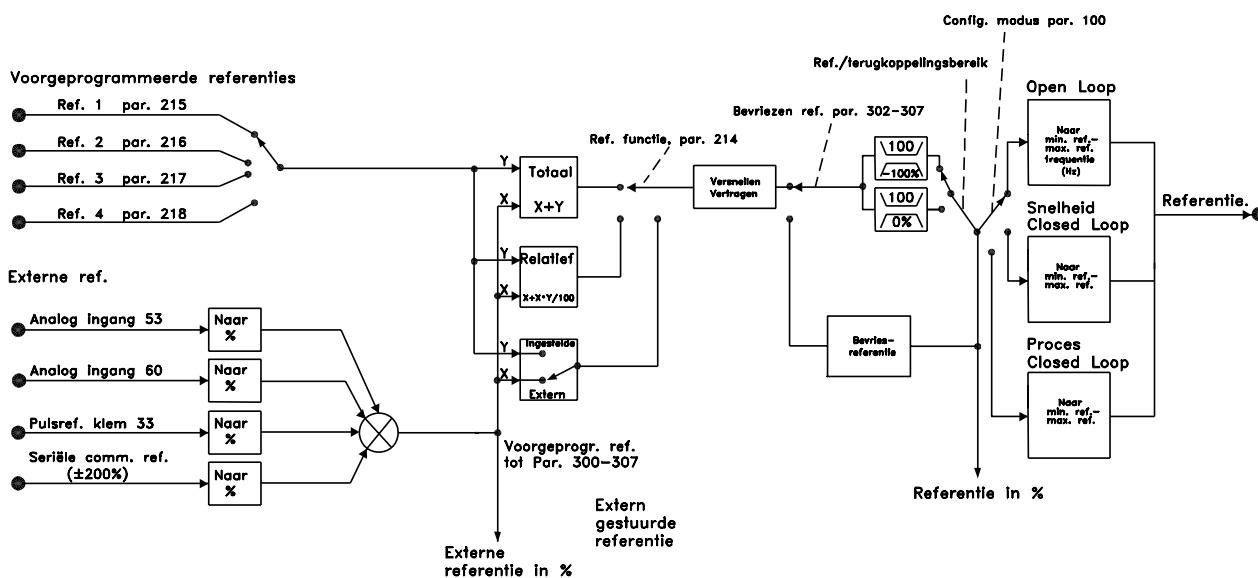 Config. modus par. 100
Ref./terugkoppelingsbereik
Voorgeprogrammeerde referenties
Open Loop
Ref. 1 par. 215
Bevriezen ref. par. 302-307
Ref. 2 par. 216
Ref. functie, par. 214
100
-100%
Naar
min. ref.-
max. ref.
frequentie
(Hz)
Ref. 3 par. 217
Y
Totaal
X
X+Y
Versnellen
Vertragen
100
0%
Ref. 4 par. 218
Referentie.
Snelheid
Closed Loop
Externe ref.
Y
Relatief
X
X+X*Y/100
Naar
min. ref.-
max. ref.
Analog ingang 53
Naar
%
Y
Ingestelde
X
Extern
Bevries-
referentie
Proces
Closed Loop
Analog ingang 60
Naar
%
Naar
min. ref.-
max. ref.
Pulsref. klem 33
Naar
%
Voorgeprogr. ref.
tot Par. 300-307
Seriële comm. ref.
(±200%)
Naar
%
Referentie in %
Extern
gestuurde
referentie
Externe
referentie in %